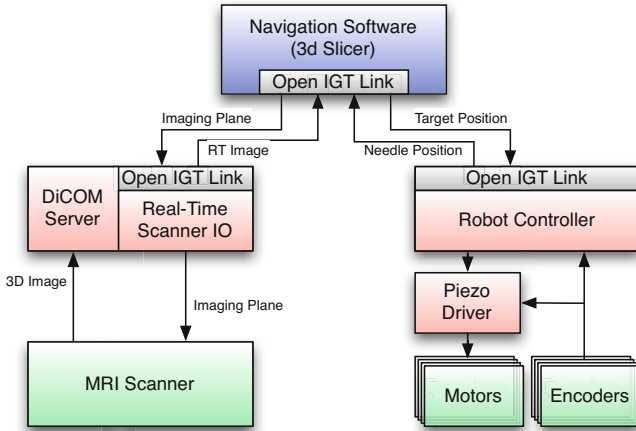 Navigation Software
(3d Slicer)
Open IGT Link
Imaging Plane
RT Image
Target Position
Needle Position
Open IGT Link
DiCOM
Server
Real-Time
Scanner IO
Open IGT Link
Robot Controller
3D Image
Imaging Plane
Piezo
Driver
MRI Scanner
Motors
Encoders